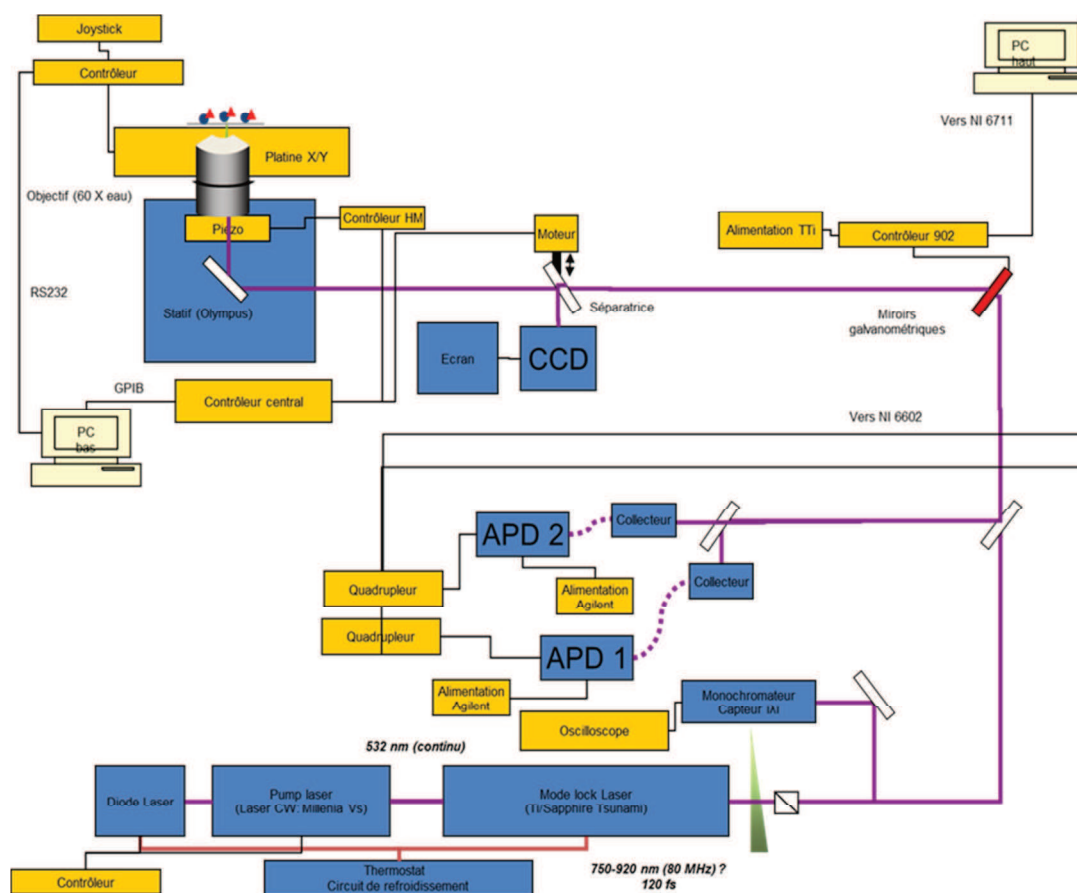 Joystick
Contrôleur
PC
haut
Vers NI 6711
Platine X/Y
Objectif (60 X eau)
Piézo
Contrôleur HM
Moteur
Alimentation TTi
Contrôleur 902
RS232
Statif (Olympus)
Séparatrice
Miroirs
galvanométriques
Ecran
CCD
GPIB
Contrôleur central
PC
bas
Vers NI 6602
APD 2
Collecteur
Collecteur
Quadrupleur
Alimentation
Agilent
Quadrupleur
APD 1
Alimentation
Agilent
Monochromateur
Capteur
Oscilloscope
532 nm (continu)
Diode Laser
Pump laser
(Laser CW: Millenia Vs)
Mode lock Laser
(Ti/Sapphire Tsunami)
Thermostat
Circuit de refroidissement
750-920 nm (80 MHz) ?
120 fs
Contrôleur